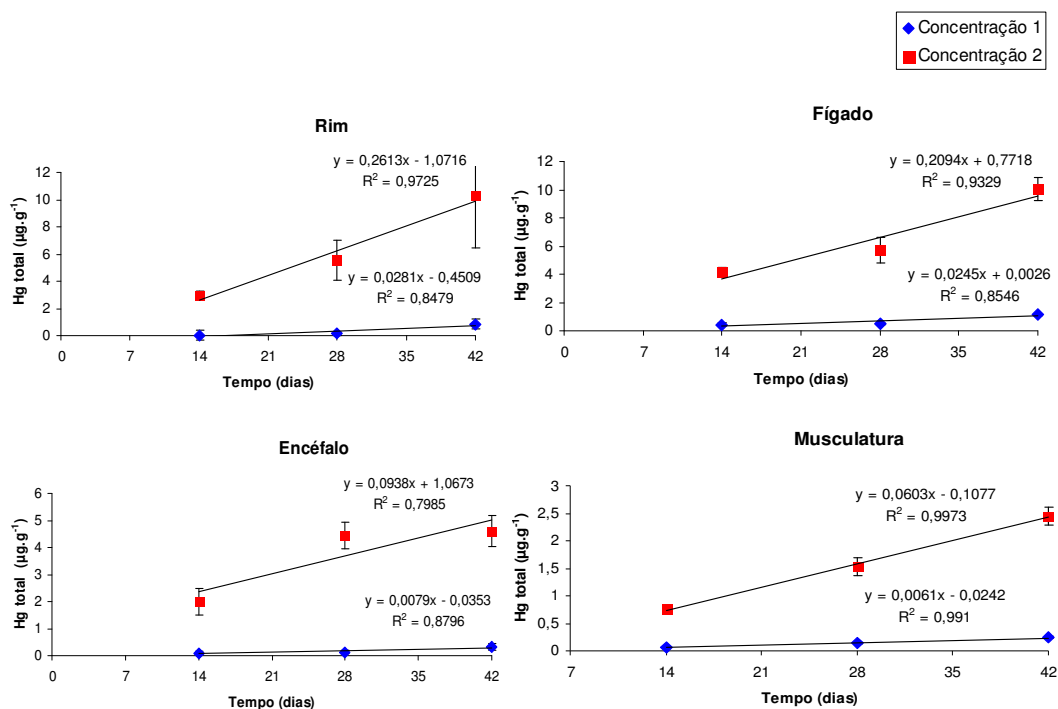 Concentração 1
Concentração 2
Rim
y = 0,2613x - 1,0716
R² = 0,9725
y = 0,0281x - 0,4509
R² = 0,8479
Hg total (µg.g⁻¹)
12
10
8
6
4
2
0
0 7 14 21 28 35 42
Tempo (dias)
Fígado
y = 0,2094x + 0,7718
R² = 0,9329
y = 0,0245x + 0,0026
R² = 0,8546
Hg total (µg.g⁻¹)
12
10
8
6
4
2
0
0 7 14 21 28 35 42
Tempo (dias)
Encéfalo
y = 0,0938x + 1,0673
R² = 0,7985
y = 0,0079x - 0,0353
R² = 0,8796
Hg total (µg.g⁻¹)
6
5
4
3
2
1
0
0 7 14 21 28 35 42
Tempo (dias)
Musculatura
y = 0,0603x - 0,1077
R² = 0,9973
y = 0,0061x - 0,0242
R² = 0,991
Hg total (µg.g⁻¹)
3
2,5
2
1,5
1
0,5
0
7 14 21 28 35 42
Tempo (dias)